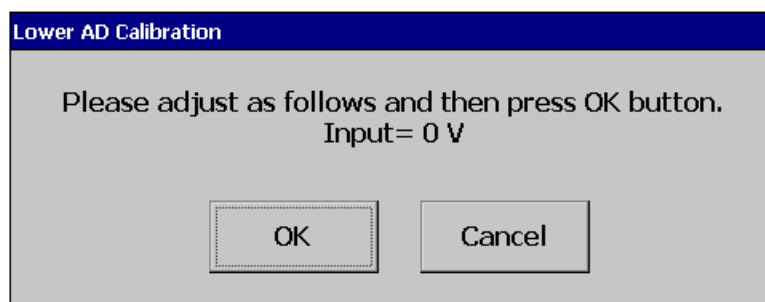 Lower AD Calibration
Please adjust as follows and then press OK button.
Input= 0 V
OK
Cancel